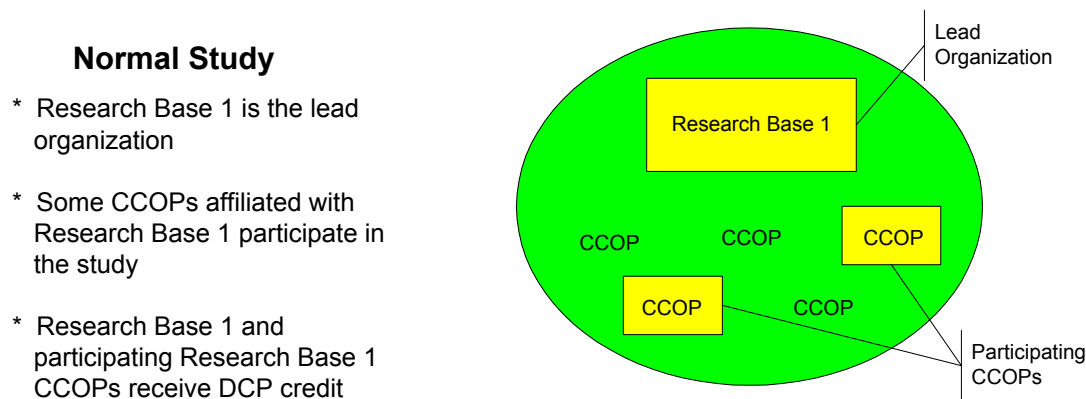 Normal Study
* Research Base 1 is the lead
organization
* Some CCOPs affiliated with
Research Base 1 participate in
the study
* Research Base 1 and
participating Research Base 1
CCOPs receive DCP credit
Lead
Organization
Research Base 1
CCOP
CCOP
CCOP
CCOP
CCOP
Participating
CCOPs